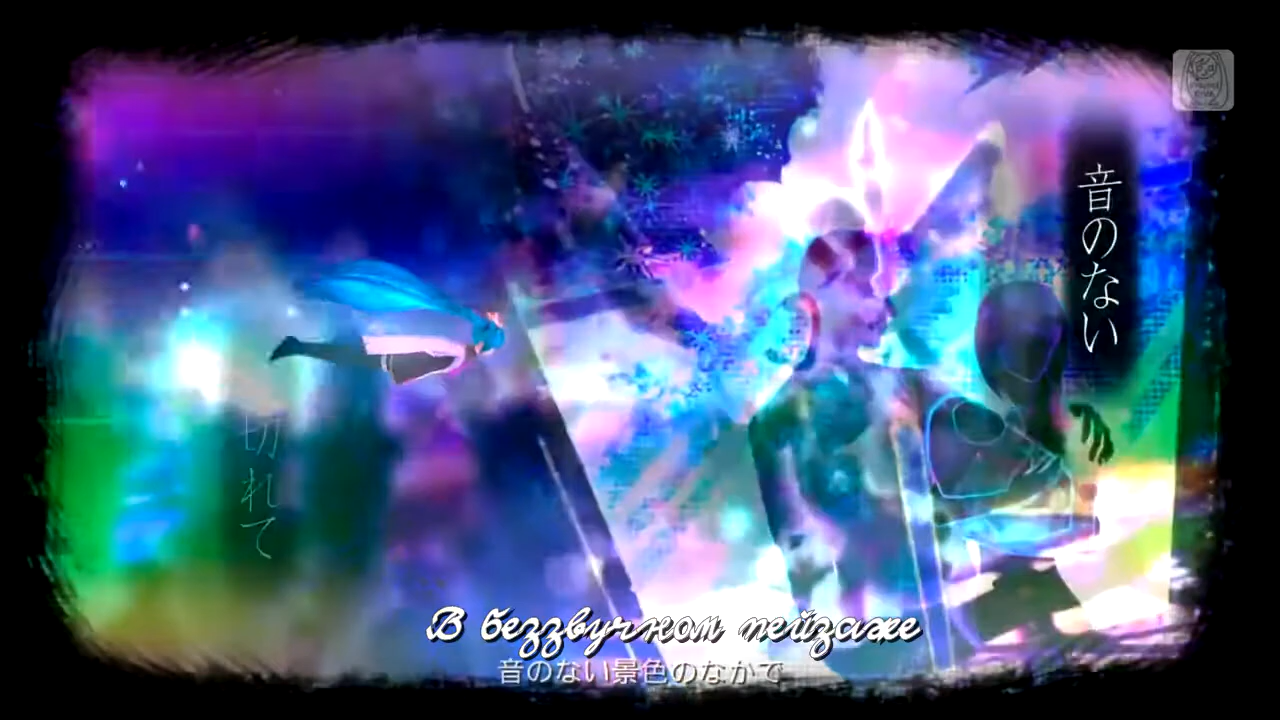 音のない
切れて
В беззвучном пейзаже
音のない景色のなかで